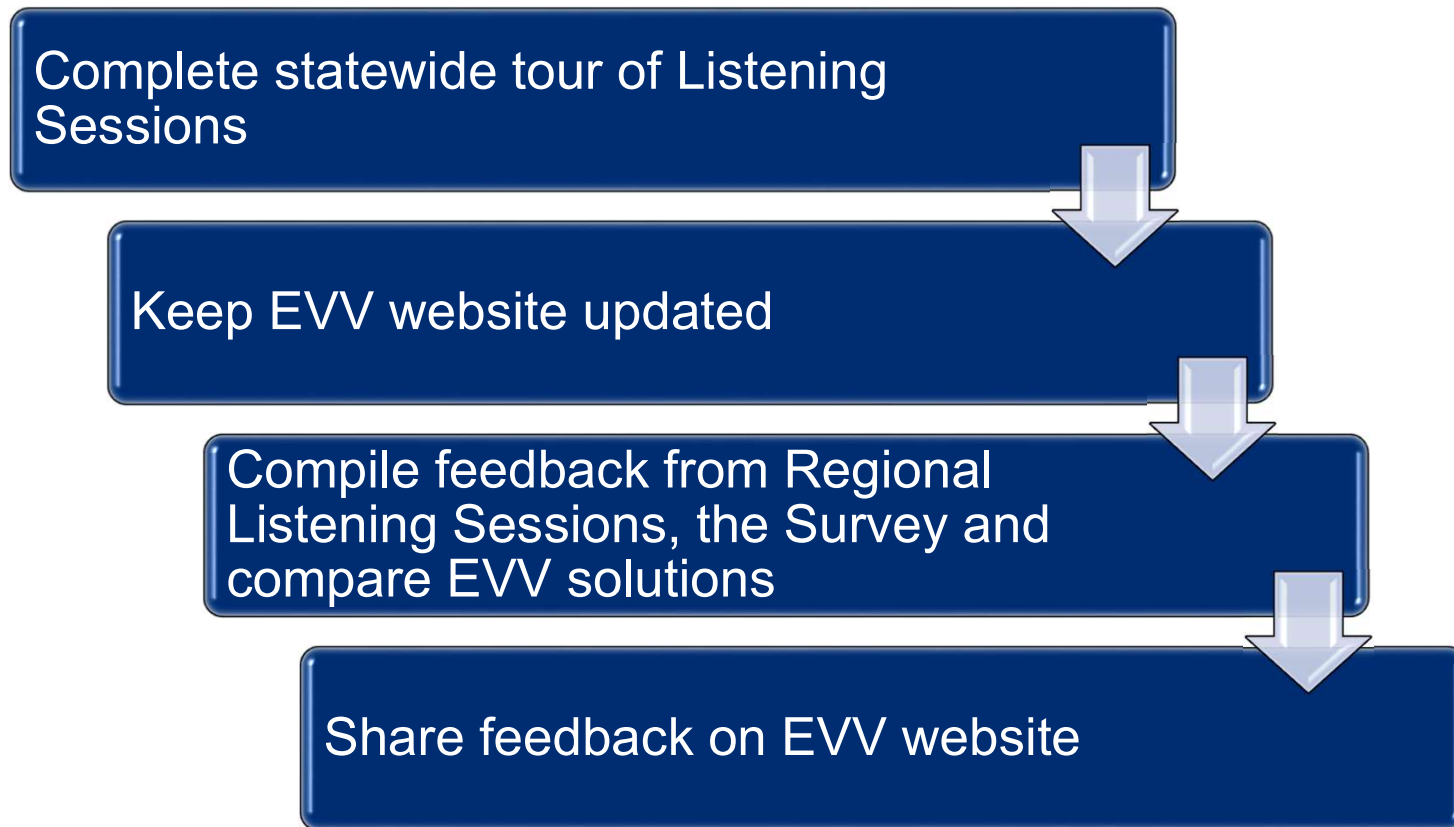 Complete statewide tour of Listening
Sessions
Keep EVV website updated
Compile feedback from Regional
Listening Sessions, the Survey and
compare EVV solutions
Share feedback on EVV website